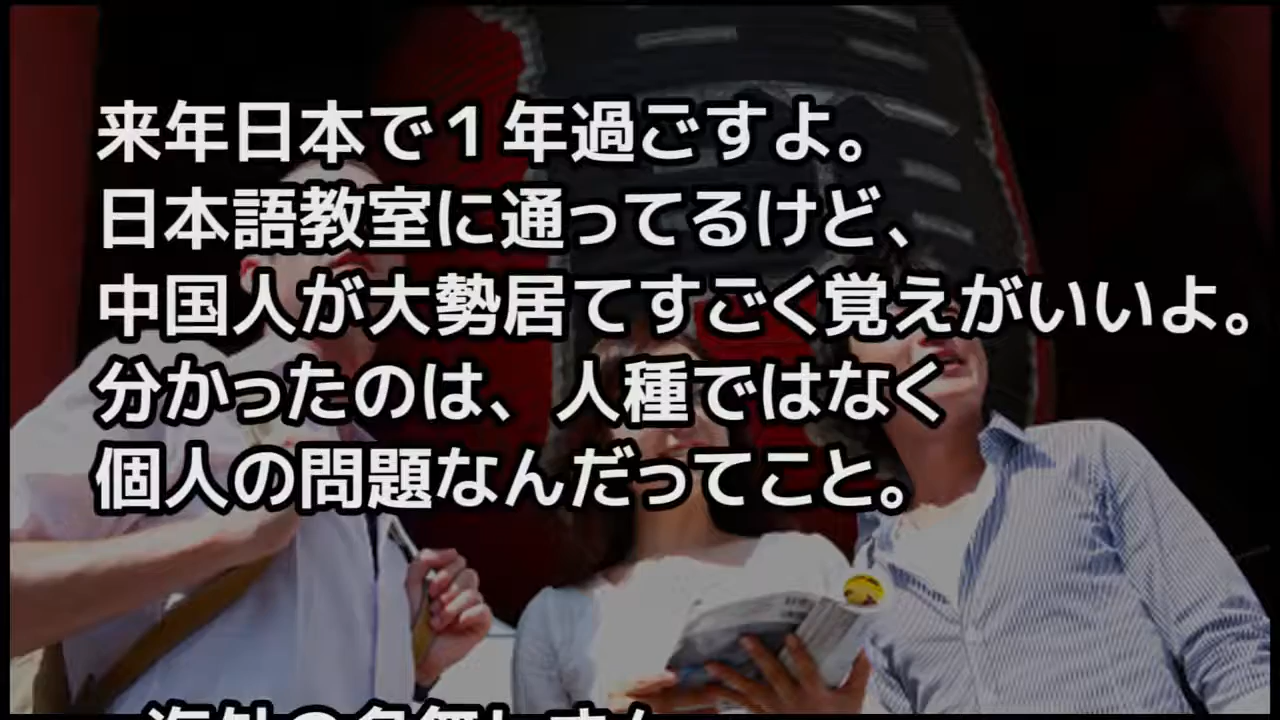 来年日本で１年過ごすよ。
日本語教室に通ってるけど、
中国人が大勢居てすごく覚えがいいよ。
分かったのは、人種ではなく
個人の問題なんだってこと。